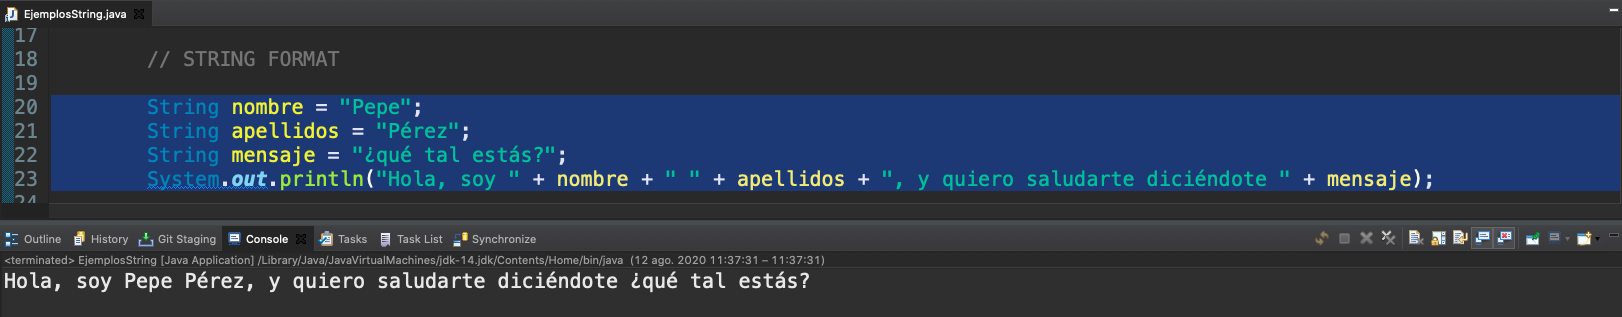 EjemplosString.java
17
18 // STRING FORMAT
19
20 String nombre = "Pepe";
21 String apellidos = "Pérez";
22 String mensaje = "¿qué tal estás?";
23 System.out.println("Hola, soy " + nombre + " " + apellidos + ", y quiero saludarte diciéndote " + mensaje);
24
Outline History Git Staging Console Tasks Task List Synchronize
<terminated> EjemplosString [Java Application] /Library/Java/JavaVirtualMachines/jdk-14.jdk/Contents/Home/bin/java (12 ago. 2020 11:37:31 – 11:37:31)
Hola, soy Pepe Pérez, y quiero saludarte diciéndote ¿qué tal estás?